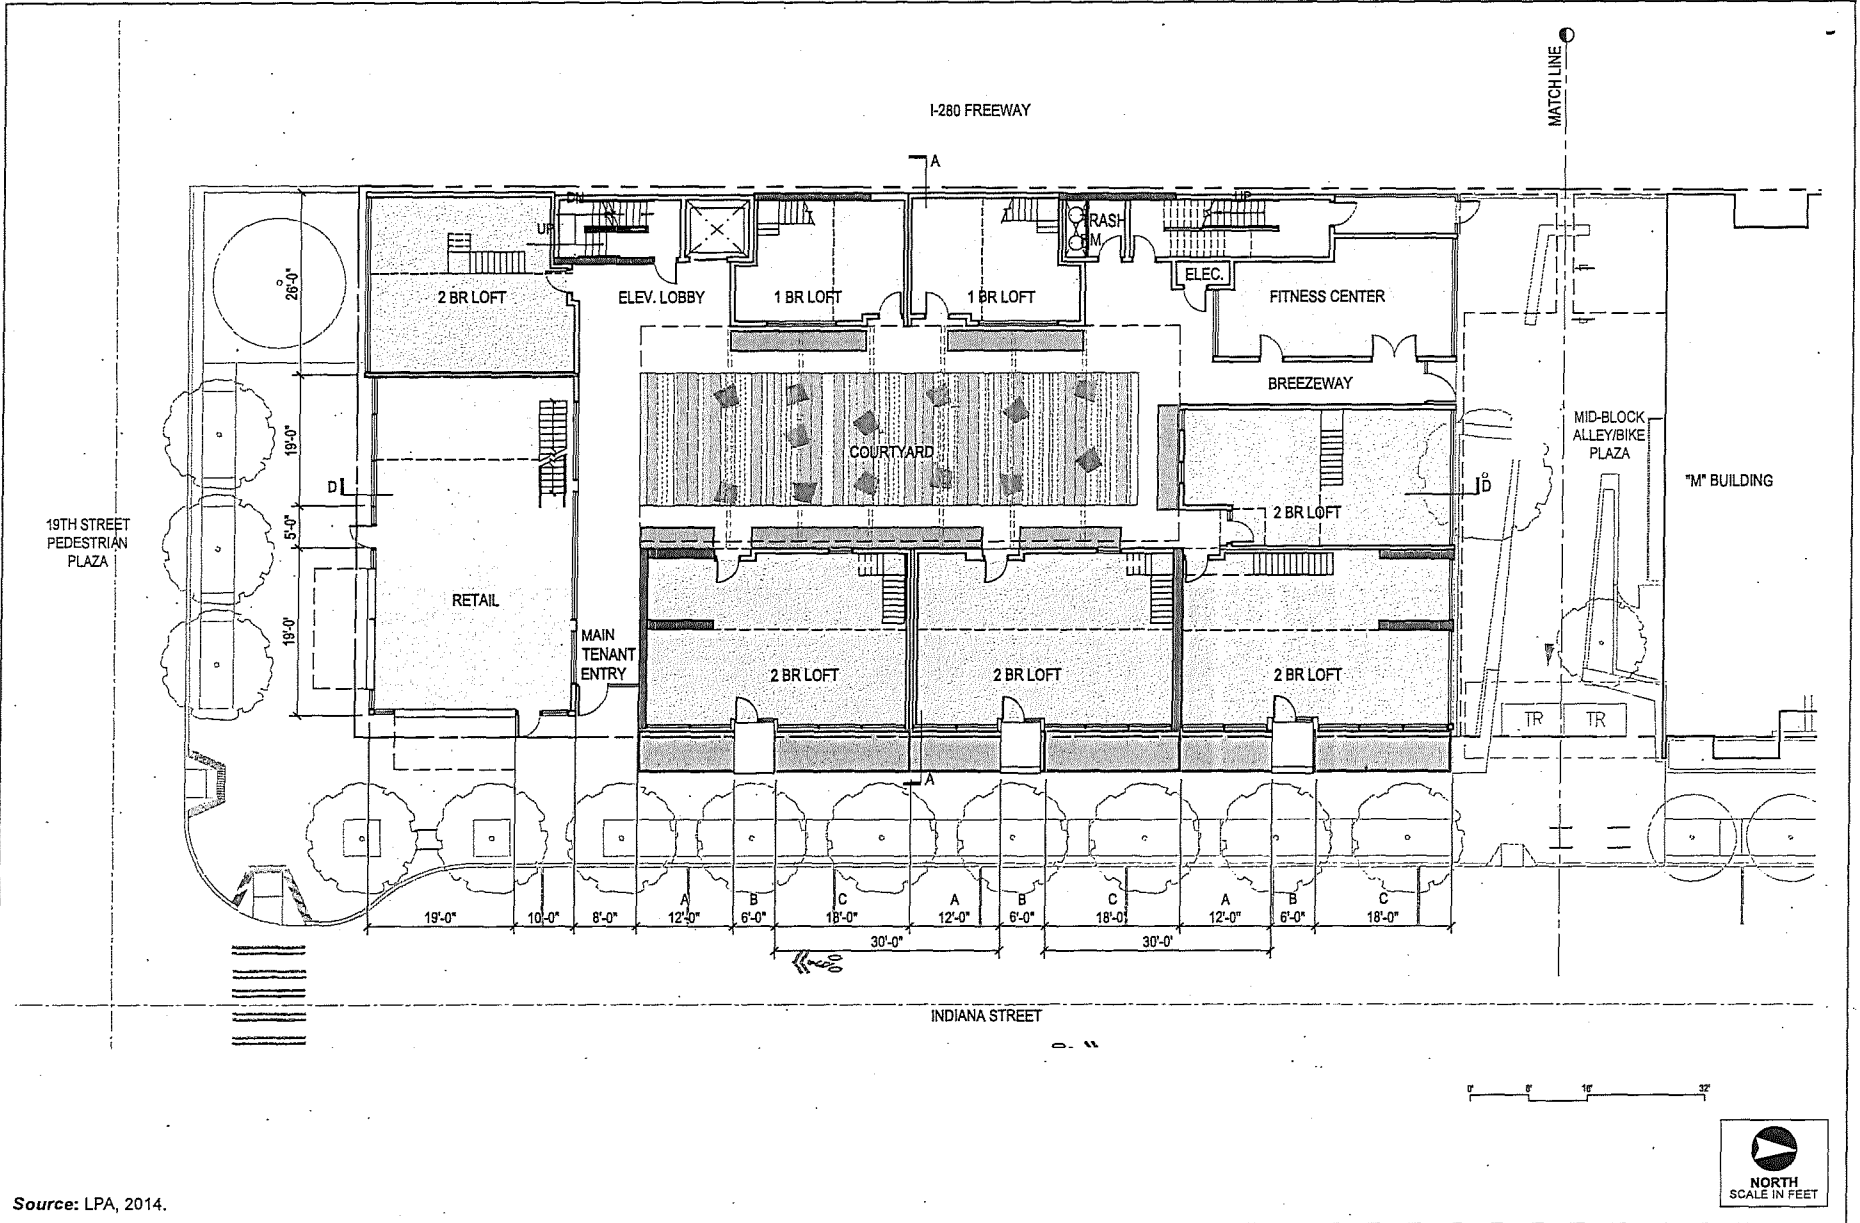 MATCH LINE
I-280 FREEWAY
A
DN
UP
UP
RASH
M.
26'-0"
2 BR LOFT
ELEV. LOBBY
1 BR LOFT
1 BR LOFT
ELEC.
FITNESS CENTER
BREEZEWAY
19'-0"
COURTYARD
MID-BLOCK
ALLEY/BIKE
PLAZA
D
D
"M" BUILDING
2 BR LOFT
19TH STREET
PEDESTRIAN
PLAZA
5'-0"
RETAIL
19'-0'
MAIN
TENANT
ENTRY
2 BR LOFT
2 BR LOFT
2 BR LOFT
TR
TR
A
A B C A B C A B C
19'-0" 10'-0" 8'-0" 12'-0" 6'-0" 18'-0" 12'-0" 6'-0" 18'-0" 12'-0" 6'-0" 18'-0"
30'-0" 30'-0'
INDIANA STREET
0' 8' 16' 32'
NORTH
SCALE IN FEET
Source: LPA, 2014.